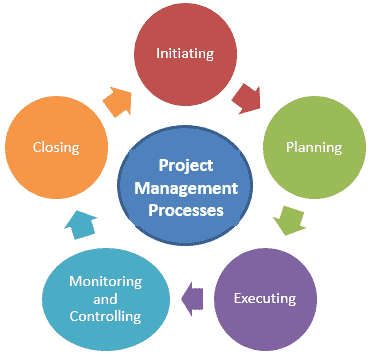 Initiating
Closing
Planning
Project
Management
Processes
Monitoring
and
Controlling
Executing